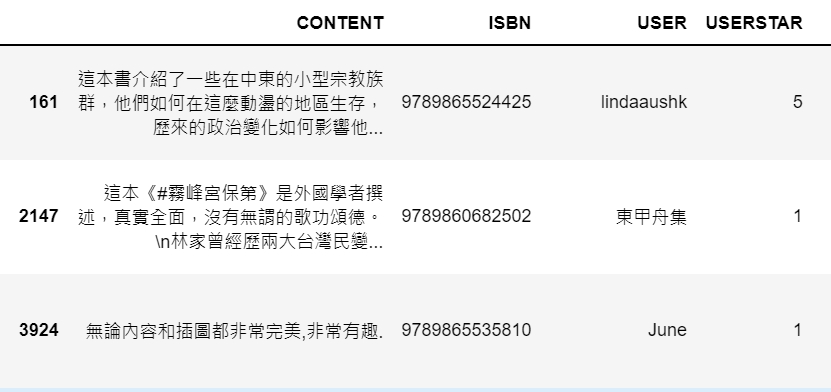 CONTENT ISBN USER USERSTAR
這本書介紹了一些在中東的小型宗教族
161 群，他們如何在這麼動盪的地區生存， 9789865524425 lindaaushk 5
歷來的政治變化如何影響他...
這本《#霧峰宮保第》是外國學者撰
2147 述，真實全面，沒有無謂的歌功頌德。 9789860682502 東甲舟集 1
\n林家曾經歷兩大台灣民變...
3924 無論內容和插圖都非常完美,非常有趣. 9789865535810 June 1